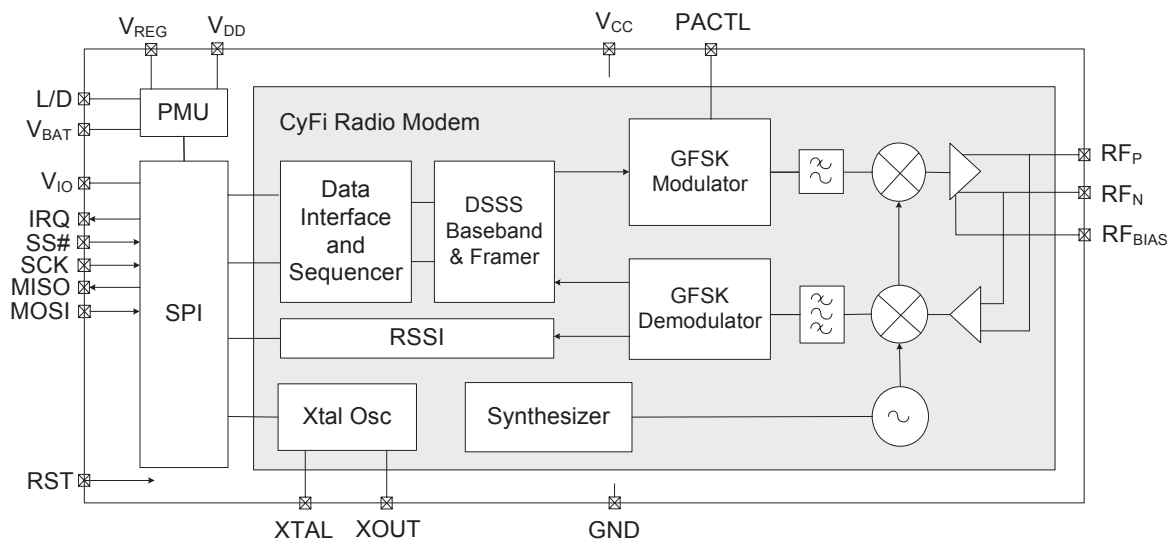 VREG
VDD
VCC
PACTL
L/D
PMU
VBAT
CyFi Radio Modem
VIO
IRQ
SS#
SCK
MISO
MOSI
SPI
Data
Interface
and
Sequencer
DSSS
Baseband
& Framer
GFSK
Modulator
RFP
RFN
RFBIAS
GFSK
Demodulator
RSSI
Xtal Osc
Synthesizer
RST
XTAL
XOUT
GND